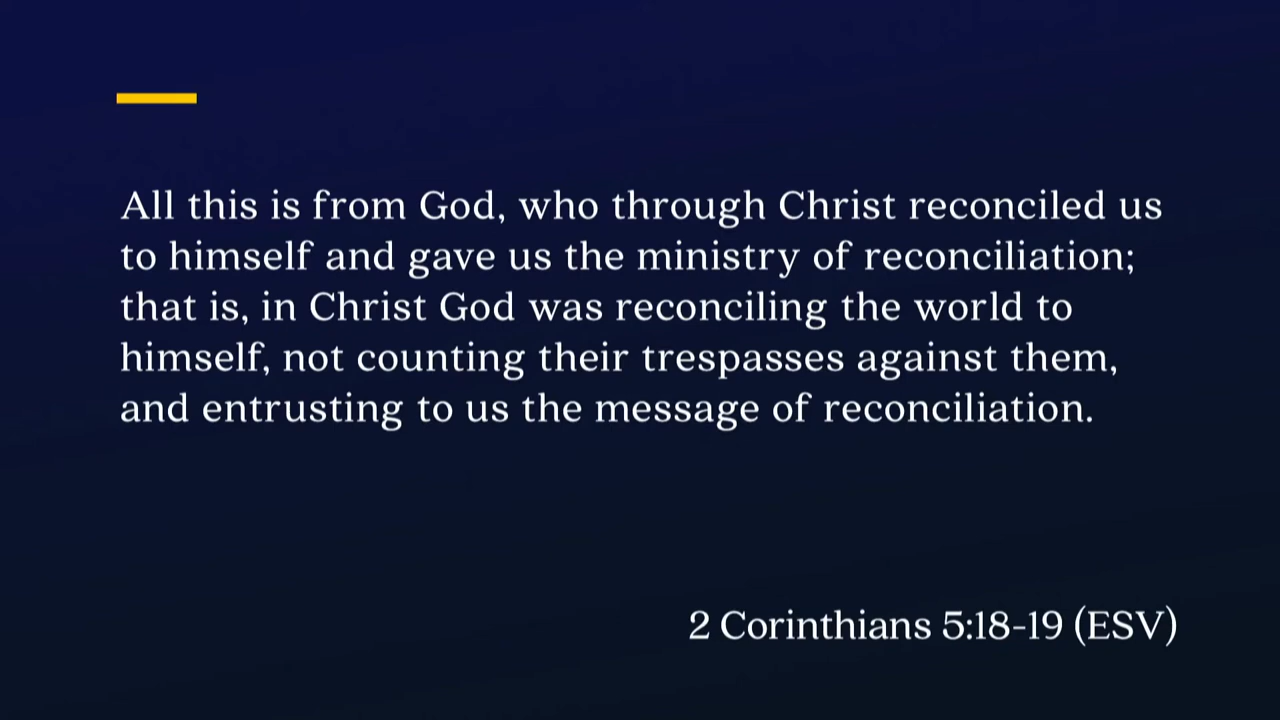 All this is from God, who through Christ reconciled us
to himself and gave us the ministry of reconciliation;
that is, in Christ God was reconciling the world to
himself, not counting their trespasses against them,
and entrusting to us the message of reconciliation.
2 Corinthians 5:18-19 (ESV)